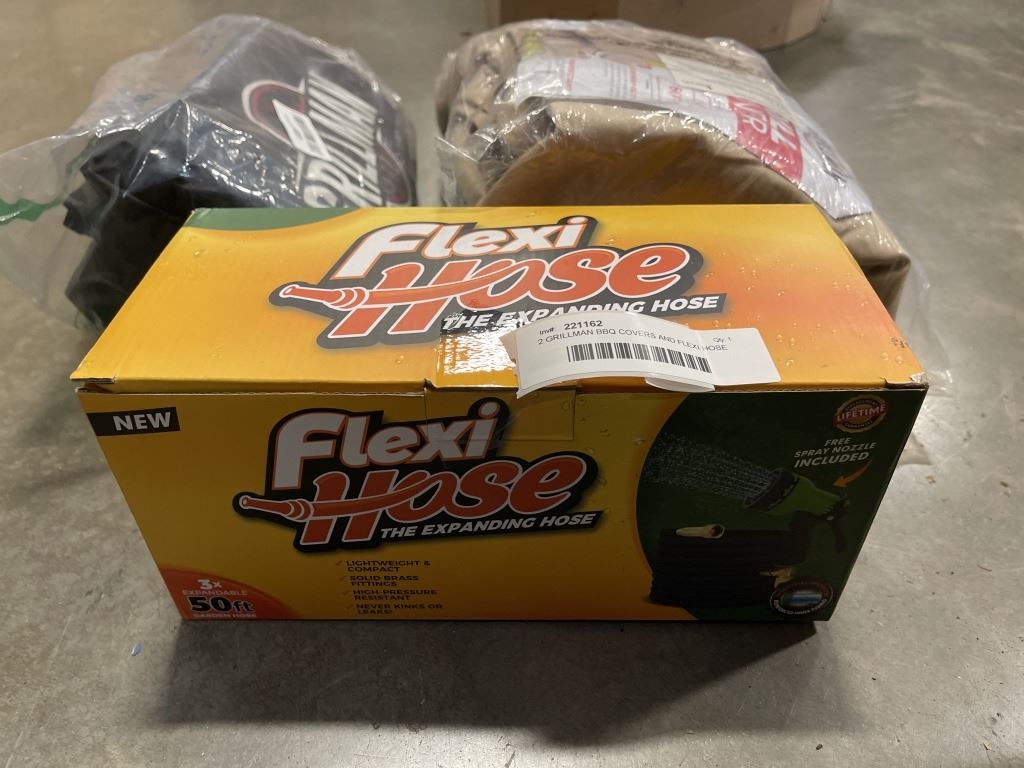 GRILLMAN
Flexi
Hose
THE EXPANDING HOSE
Inv#: 221162
Qty: 1
2 GRILLMAN BBQ COVERS AND FLEXI HOSE
NEW
Flexi
Hose
THE EXPANDING HOSE
LIGHTWEIGHT &
COMPACT
SOLID BRASS
FITTINGS
HIGH-PRESSURE
RESISTANT
NEVER KINKS OR
LEAKS!
3x
EXPANDABLE
50ft
GARDEN HOSE
LIFETIME
FREE
SPRAY NOZZLE
INCLUDED